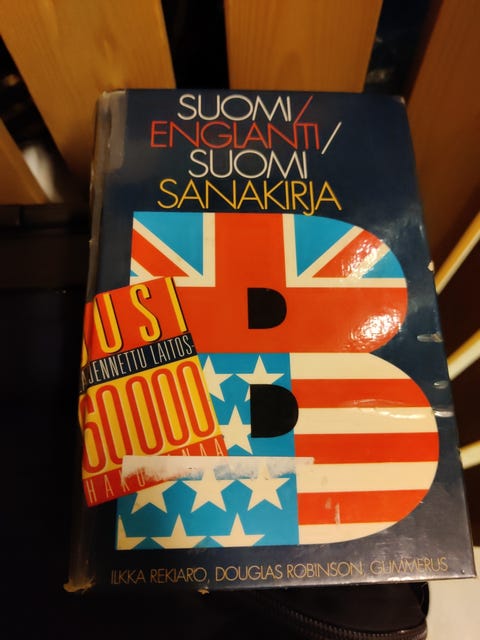 SUOMI/
ENGLANTI/
SUOMI
SANAKIRJA
LAITOS
60000
ILKKA REKIARO, DOUGLAS ROBINSON, GUMMERUS